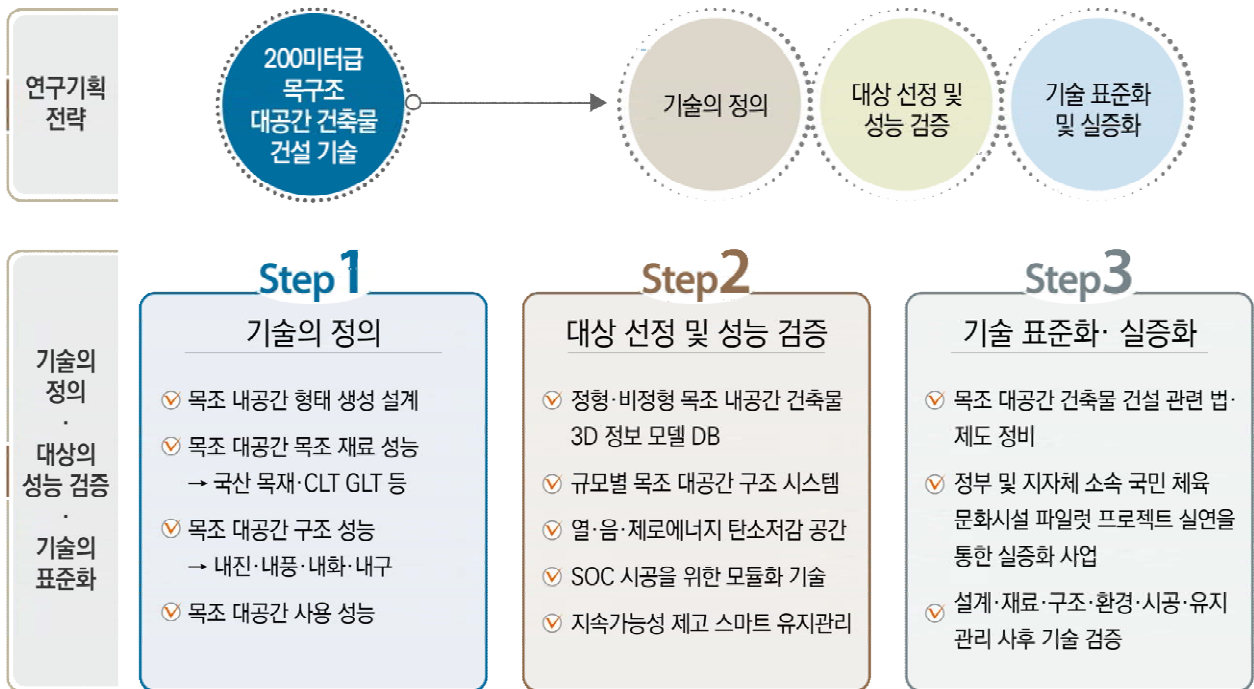 연구기획
전략
200미터급
목구조
대공간 건축물
건설 기술
기술의 정의
대상 선정 및
성능 검증
기술 표준화
및 실증화
기술의
정의
·
대상의
성능 검증
·
기술의
표준화
Step 1
기술의 정의
목조 내공간 형태 생성 설계
목조 대공간 목조 재료 성능
→ 국산 목재·CLT GLT 등
목조 대공간 구조 성능
→ 내진·내풍·내화·내구
목조 대공간 사용 성능
Step 2
대상 선정 및 성능 검증
정형·비정형 목조 내공간 건축물
3D 정보 모델 DB
규모별 목조 대공간 구조 시스템
열·음·제로에너지 탄소저감 공간
SOC 시공을 위한 모듈화 기술
지속가능성 제고 스마트 유지관리
Step 3
기술 표준화· 실증화
목조 대공간 건축물 건설 관련 법·
제도 정비
정부 및 지자체 소속 국민 체육
문화시설 파일럿 프로젝트 실연을
통한 실증화 사업
설계·재료·구조·환경·시공·유지
관리 사후 기술 검증